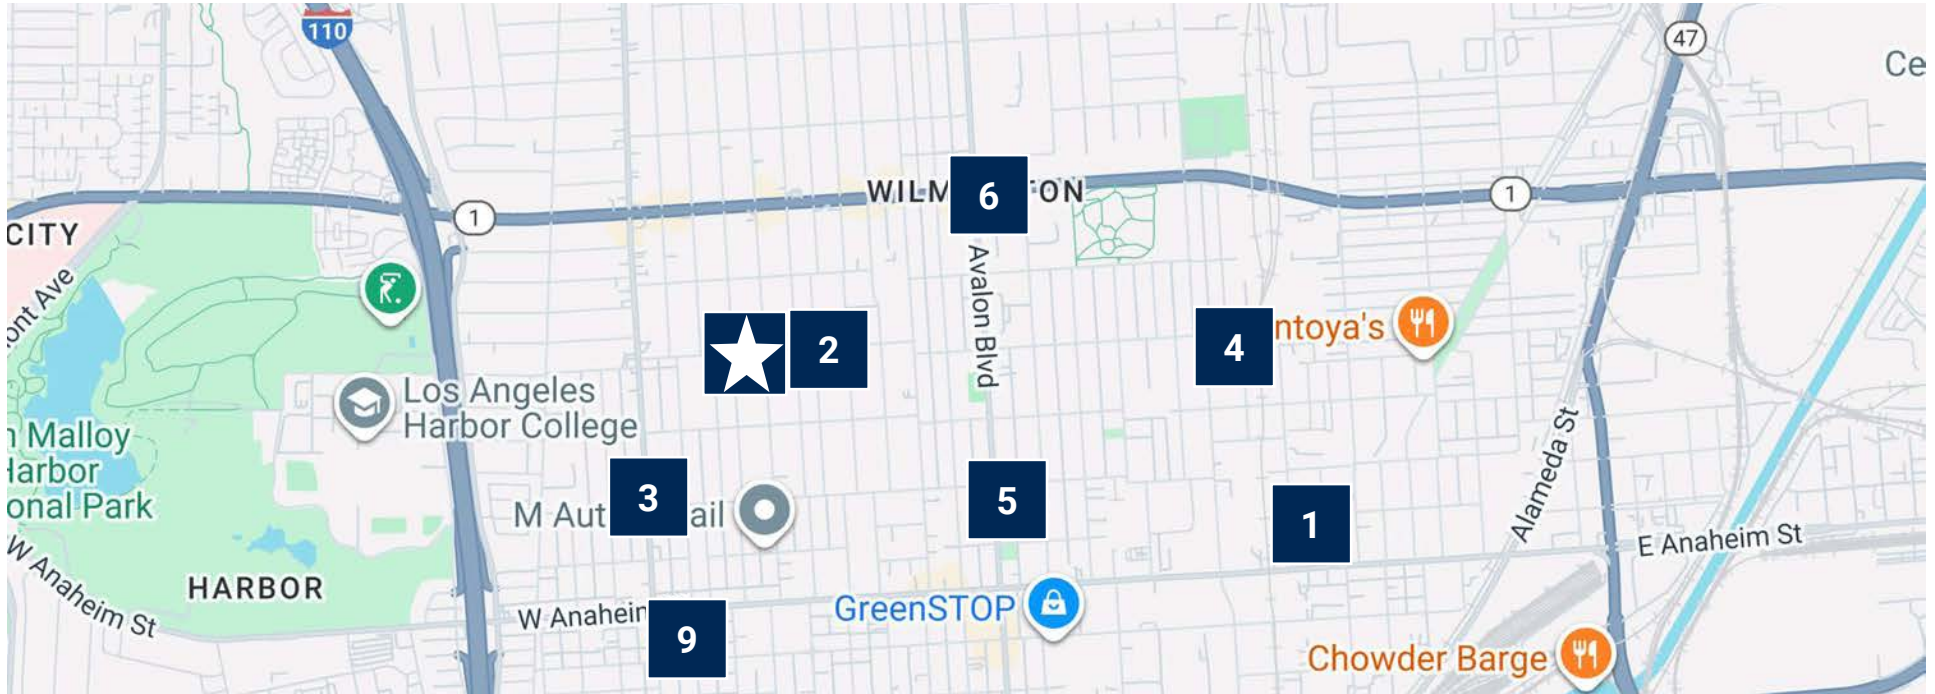 110
47
Ce
WILM
6
ON
1
1
CITY
ont Ave
Avalon Blvd
2
4
ntoya's
Los Angeles
Harbor College
n Malloy
Harbor
onal Park
3
M Aut
ail
5
1
Alameda St
E Anaheim St
W Anaheim St
HARBOR
W Anaheim
GreenSTOP
9
Chowder Barge